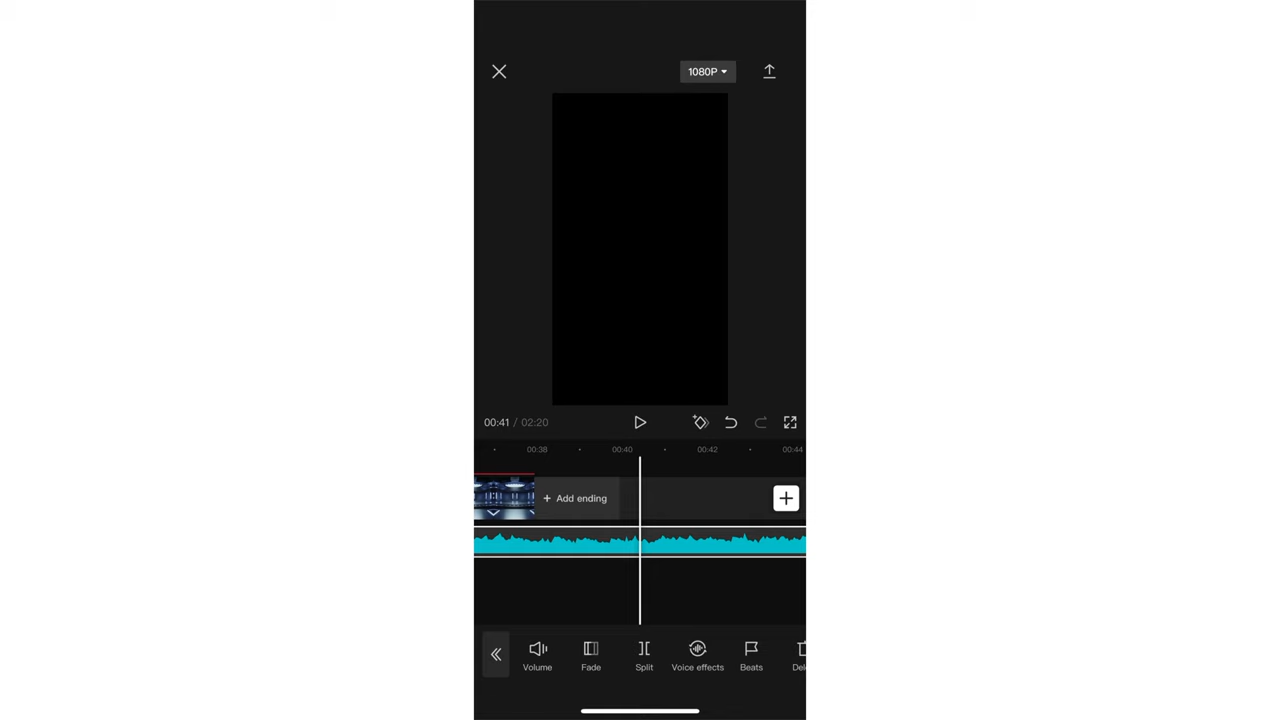 1080P
00:41 / 02:20
00:38 00:40 00:42 00:44
+ Add ending
Volume Fade Split Voice effects Beats Del